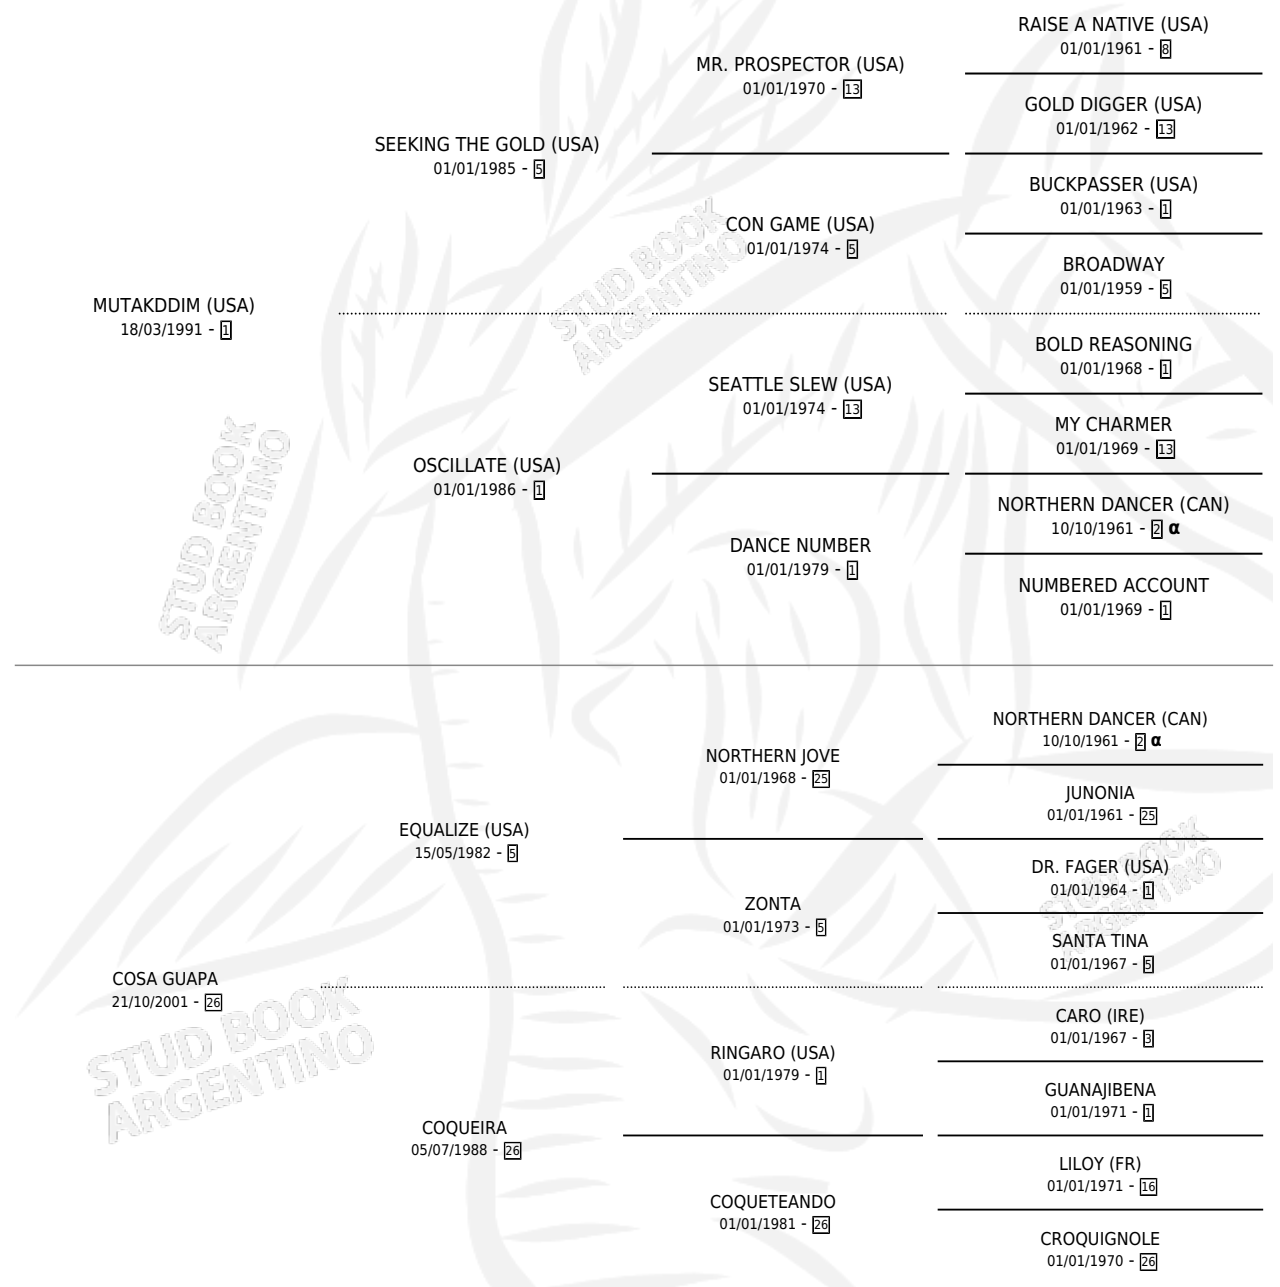 RAISE A NATIVE (USA)
01/01/1961 - 8
MR. PROSPECTOR (USA)
01/01/1970 - 13
GOLD DIGGER (USA)
01/01/1962 - 13
SEEKING THE GOLD (USA)
01/01/1985 - 5
BUCKPASSER (USA)
01/01/1963 - 1
CON GAME (USA)
01/01/1974 - 5
BROADWAY
01/01/1959 - 5
MUTAKDDIM (USA)
18/03/1991 - 1
BOLD REASONING
01/01/1968 - 1
SEATTLE SLEW (USA)
01/01/1974 - 13
MY CHARMER
01/01/1969 - 13
OSCILLATE (USA)
01/01/1986 - 1
NORTHERN DANCER (CAN)
10/10/1961 - 2 α
DANCE NUMBER
01/01/1979 - 1
NUMBERED ACCOUNT
01/01/1969 - 1
NORTHERN DANCER (CAN)
10/10/1961 - 2 α
NORTHERN JOVE
01/01/1968 - 25
JUNONIA
01/01/1961 - 25
EQUALIZE (USA)
15/05/1982 - 5
DR. FAGER (USA)
01/01/1964 - 1
ZONTA
01/01/1973 - 5
SANTA TINA
01/01/1967 - 5
COSA GUAPA
21/10/2001 - 26
CARO (IRE)
01/01/1967 - 3
RINGARO (USA)
01/01/1979 - 1
GUANAJIBENA
01/01/1971 - 1
COQUEIRA
05/07/1988 - 26
LILOY (FR)
01/01/1971 - 16
COQUETEANDO
01/01/1981 - 26
CROQUIGNOLE
01/01/1970 - 26
STUD BOOK
ARGENTINO
STUD BOOK
ARGENTINO
STUD BOOK
ARGENTINO
STUD BOOK
ARGENTINO